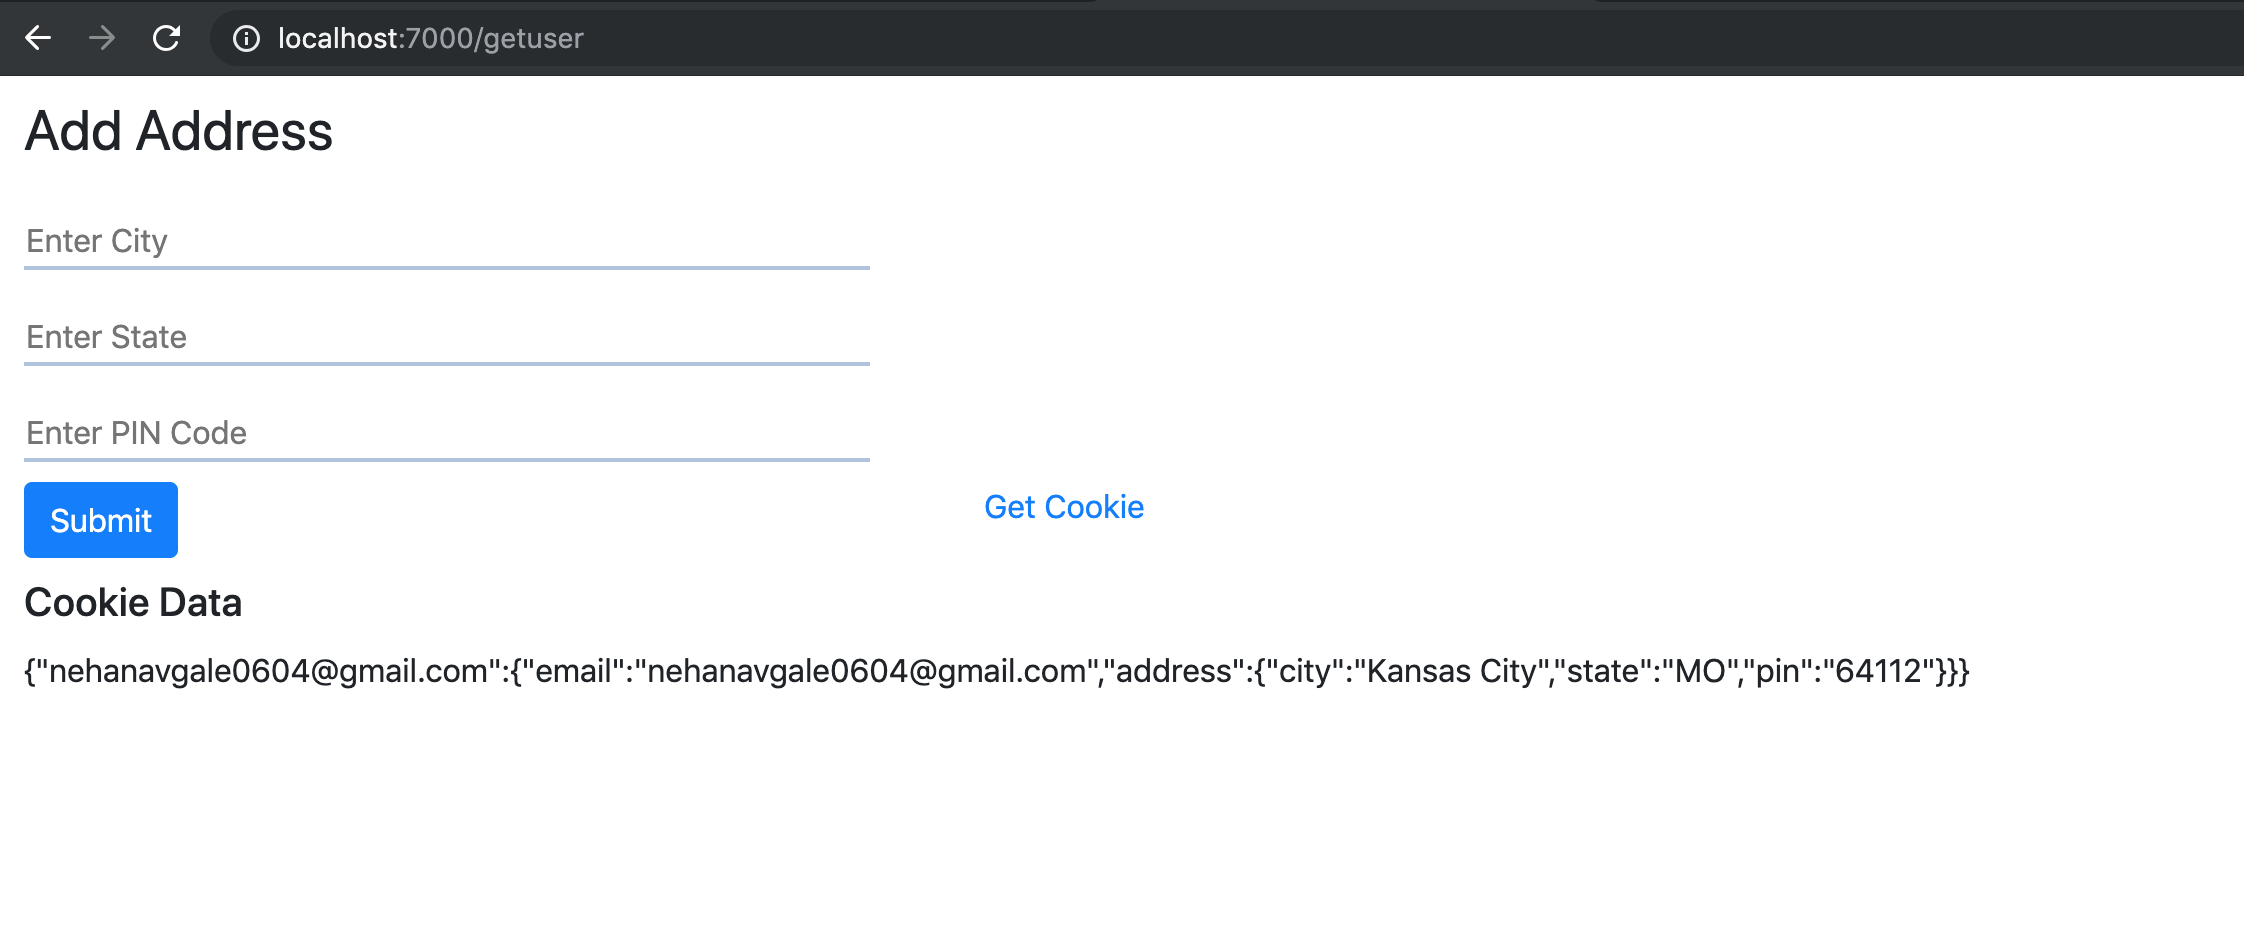 localhost:7000/getuser
Add Address
Enter City
Enter State
Enter PIN Code
Submit
Get Cookie
Cookie Data
{"nehanavgale0604@gmail.com":{"email":"nehanavgale0604@gmail.com","address":{"city":"Kansas City","state":"MO","pin":"64112"}}}